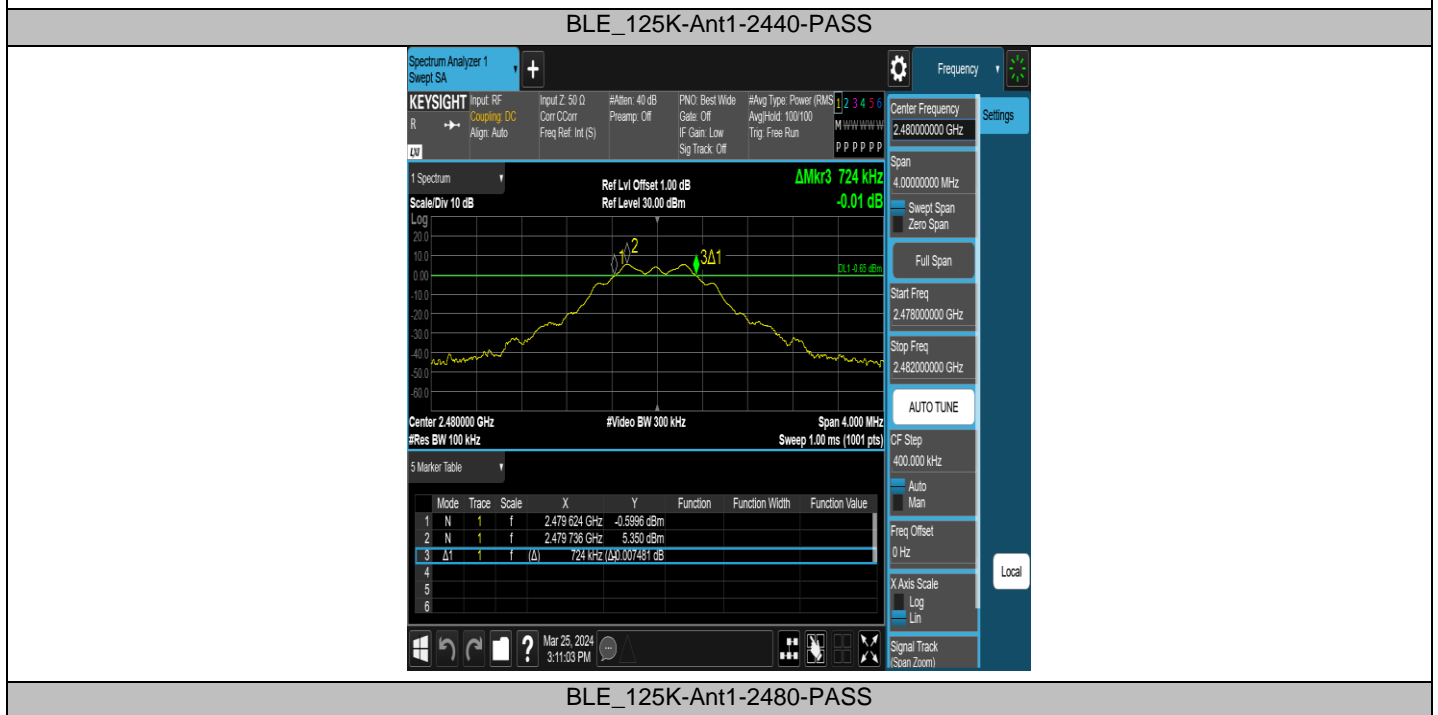 BLE_125K-Ant1-2440-PASS
Spectrum Analyzer 1
Swept SA
+
Frequency
KEYSIGHT
R
LXI
Input: RF
Coupling: DC
Align: Auto
Input Z: 50 Ω
Corr CCorr
Freq Ref: Int (S)
#Atten: 40 dB
Preamp: Off
PNO: Best Wide
Gate: Off
IF Gain: Low
Sig Track: Off
#Avg Type: Power (RMS
Avg|Hold: 100/100
Trig: Free Run
1 2 3 4 5 6
M W W W W W
P P P P P P
1 Spectrum
Scale/Div 10 dB
Ref Lvl Offset 1.00 dB
Ref Level 30.00 dBm
ΔMkr3 724 kHz
-0.01 dB
Log
20.0
10.0
0.00
-10.0
-20.0
-30.0
-40.0
-50.0
-60.0
1
2
3Δ1
DL1 -0.65 dBm
Center 2.480000 GHz
#Video BW 300 kHz
Span 4.000 MHz
#Res BW 100 kHz
Sweep 1.00 ms (1001 pts)
5 Marker Table
Mode Trace Scale X Y Function Function Width Function Value
1 N 1 f 2.479 624 GHz -0.5996 dBm
2 N 1 f 2.479 736 GHz 5.350 dBm
3 Δ1 1 f (Δ) 724 kHz (Δ) -0.007481 dB
4
5
6
?
Mar 25, 2024
3:11:03 PM
Center Frequency
2.480000000 GHz
Settings
Span
4.00000000 MHz
Swept Span
Zero Span
Full Span
Start Freq
2.478000000 GHz
Stop Freq
2.482000000 GHz
AUTO TUNE
CF Step
400.000 kHz
Auto
Man
Freq Offset
0 Hz
X Axis Scale
Log
Lin
Local
Signal Track
(Span Zoom)
BLE_125K-Ant1-2480-PASS